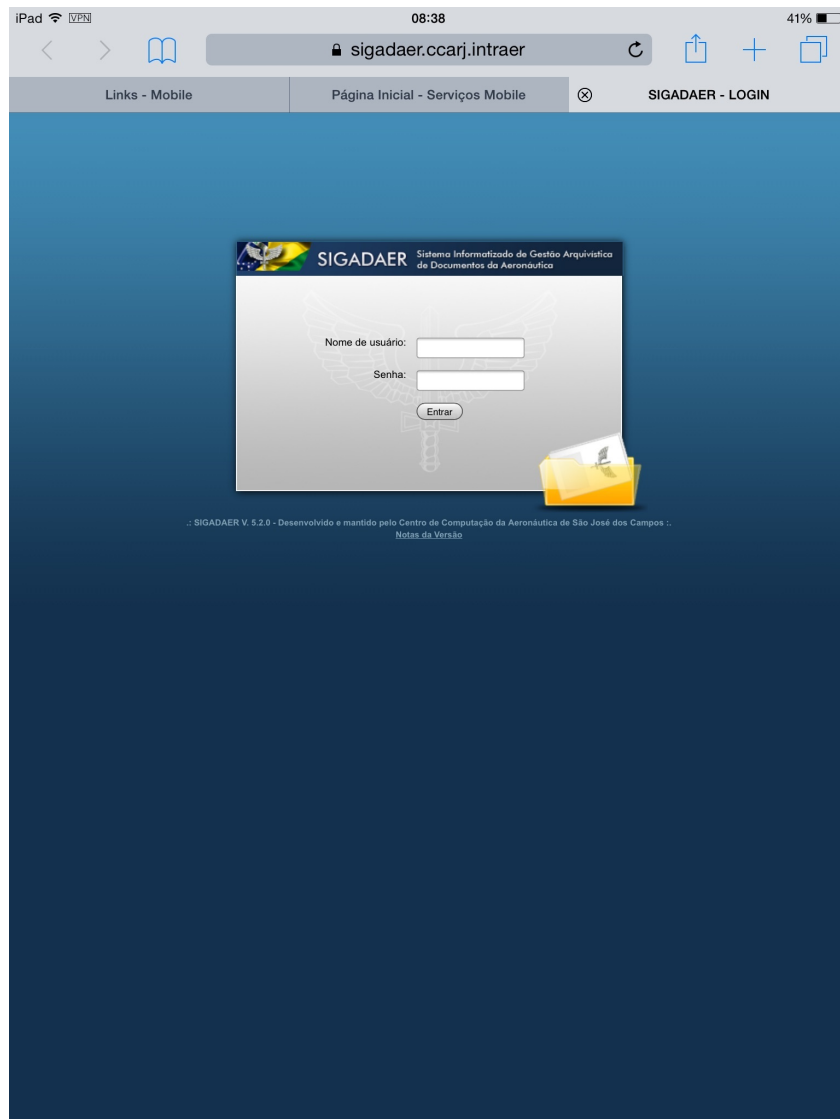 iPad VPN 08:38 41%
sigadaer.ccarj.intraer
Links - Mobile Página Inicial - Serviços Mobile SIGADAER - LOGIN
SIGADAER Sistema Informatizado de Gestão Arquivística
de Documentos da Aeronáutica
Nome de usuário:
Senha:
Entrar
.: SIGADAER V. 5.2.0 - Desenvolvido e mantido pelo Centro de Computação da Aeronáutica de São José dos Campos :.
Notas da Versão